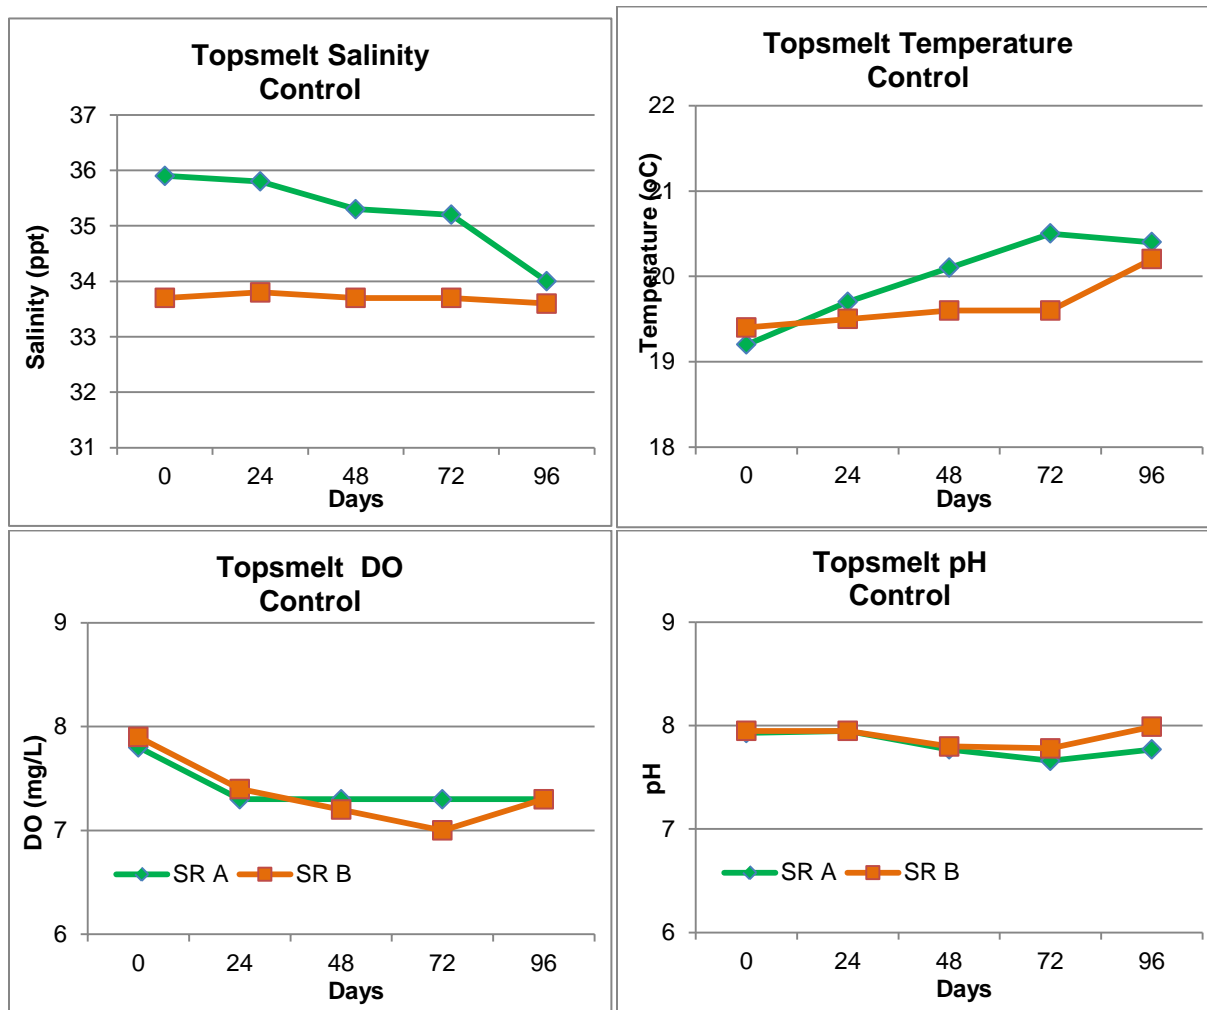 Topsmelt Salinity
Control
37
36
35
34
33
32
31
Salinity (ppt)
0 24 48 72 96
Days
Topsmelt Temperature
Control
22
21
20
19
18
Temperature (oC)
0 24 48 72 96
Days
Topsmelt  DO
Control
9
8
7
6
DO (mg/L)
SR A SR B
0 24 48 72 96
Days
Topsmelt pH
Control
9
8
7
6
pH
SR A SR B
0 24 48 72 96
Days